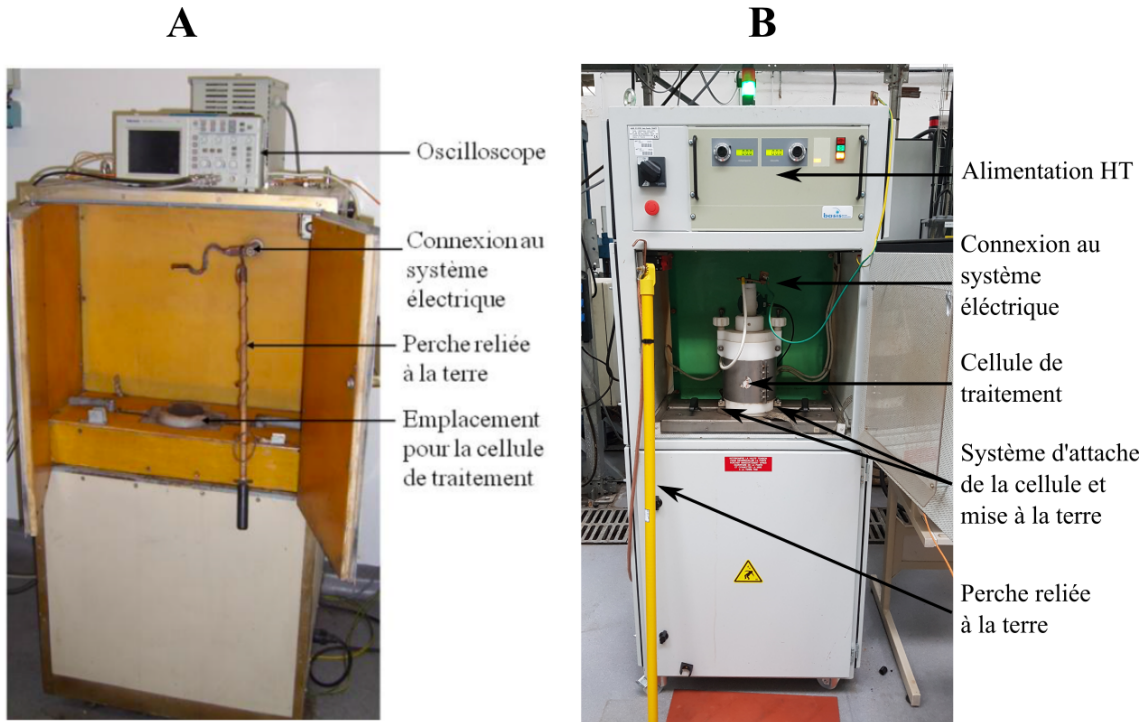 A
B
Oscilloscope
Connexion au
système
électrique
Perche reliée
à la terre
Emplacement
pour la cellule
de traitement
Alimentation HT
Connexion au
système
éléctrique
Cellule de
traitement
Système d'attache
de la cellule et
mise à la terre
Perche reliée
à la terre